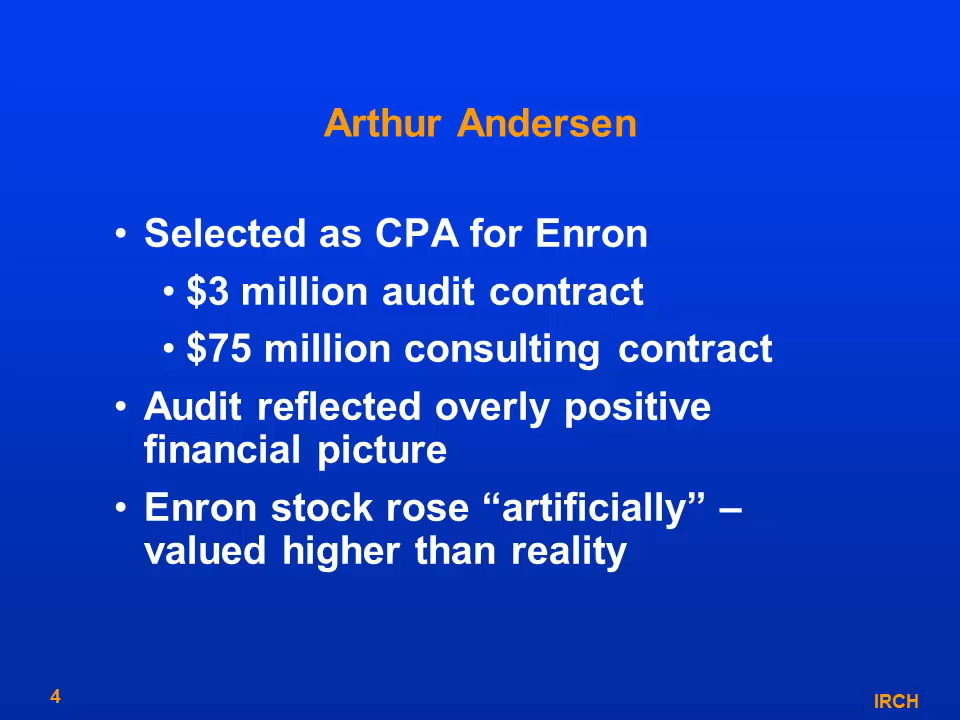 Arthur Andersen
• Selected as CPA for Enron
• $3 million audit contract
• $75 million consulting contract
• Audit reflected overly positive
financial picture
• Enron stock rose “artificially” –
valued higher than reality
4
IRCH